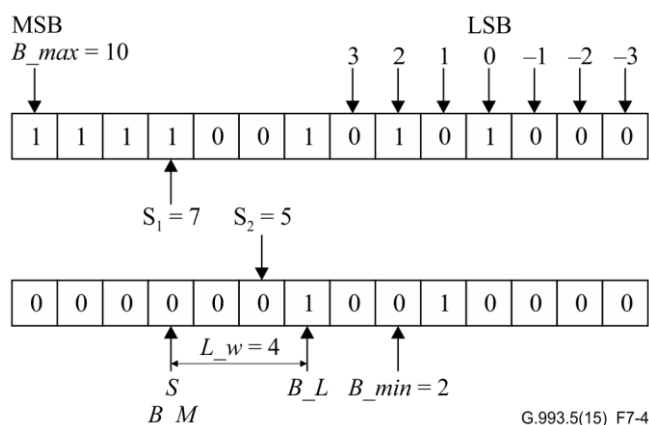 MSB
B_max = 10
LSB
3 2 1 0 –1 –2 –3
1 1 1 1 0 0 1 0 1 0 1 0 0 0
S₁ = 7 S₂ = 5
0 0 0 0 0 0 1 0 0 1 0 0 0 0
L_w = 4
S
B_M
B_L B_min = 2
G.993.5(15)_F7-4